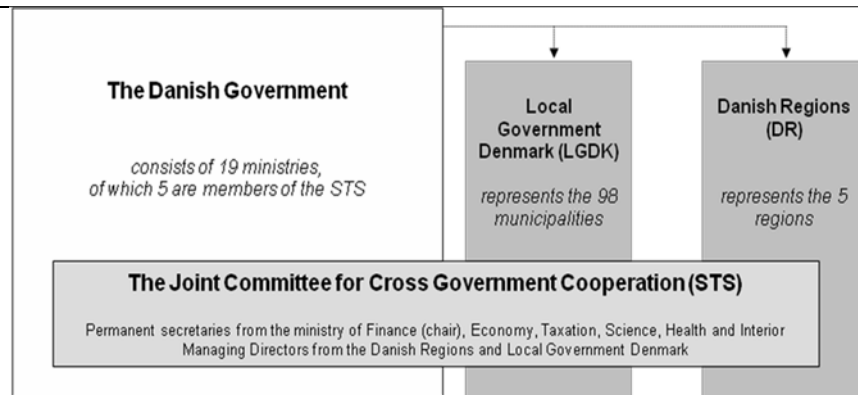 The Danish Government
consists of 19 ministries,
of which 5 are members of the STS
Local
Government
Denmark (LGDK)
represents the 98
municipalities
Danish Regions
(DR)
represents the 5
regions
The Joint Committee for Cross Government Cooperation (STS)
Permanent secretaries from the ministry of Finance (chair), Economy, Taxation, Science, Health and Interior
Managing Directors from the Danish Regions and Local Government Denmark